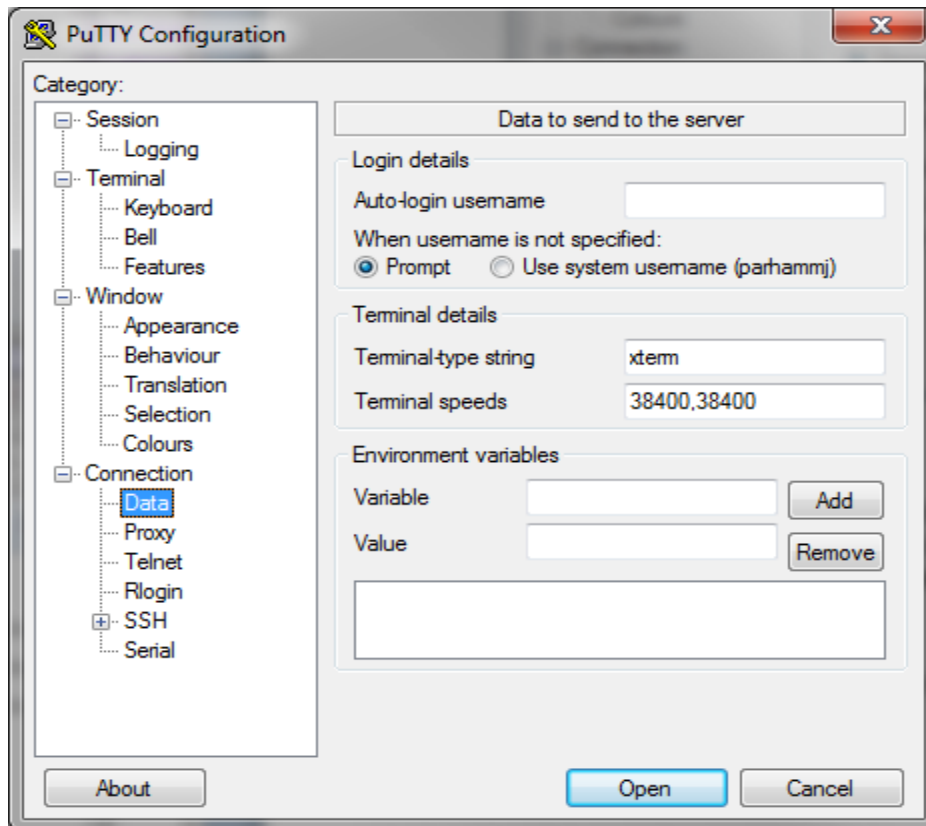 PuTTY Configuration
Category:
Session
Logging
Terminal
Keyboard
Bell
Features
Window
Appearance
Behaviour
Translation
Selection
Colours
Connection
Data
Proxy
Telnet
Rlogin
SSH
Serial
Data to send to the server
Login details
Auto-login username
When username is not specified:
Prompt Use system username (parhammj)
Terminal details
Terminal-type string xterm
Terminal speeds 38400,38400
Environment variables
Variable Add
Value Remove
About Open Cancel